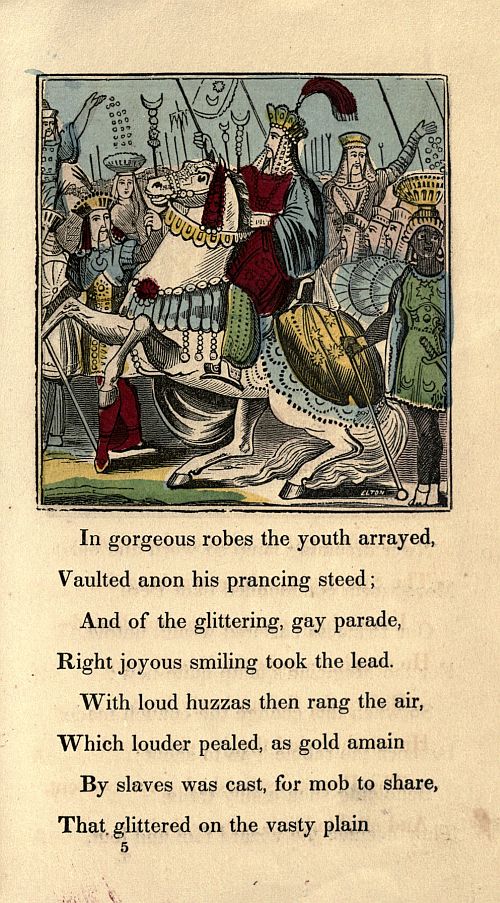 ELTON
In gorgeous robes the youth arrayed,
Vaulted anon his prancing steed;
And of the glittering, gay parade,
Right joyous smiling took the lead.
With loud huzzas then rang the air,
Which louder pealed, as gold amain
By slaves was cast, for mob to share,
That glittered on the vasty plain
5